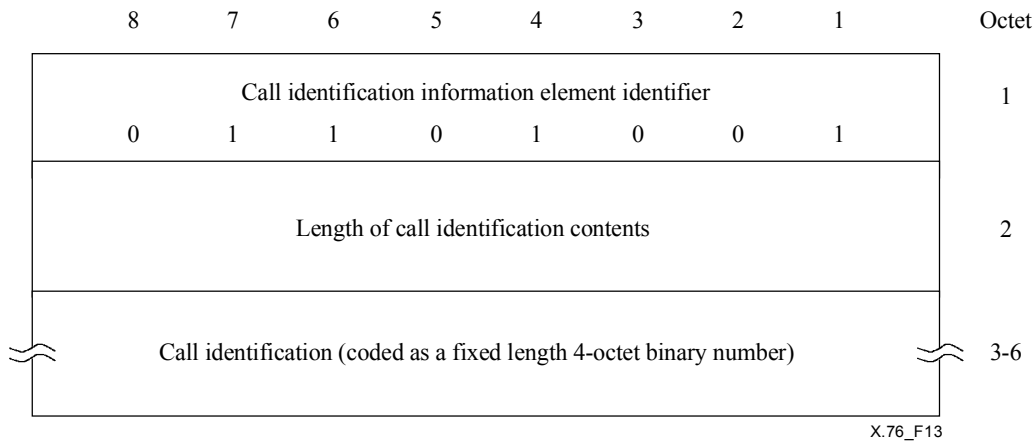 8 7 6 5 4 3 2 1 Octet
Call identification information element identifier
1
0 1 1 0 1 0 0 1
Length of call identification contents 2
Call identification (coded as a fixed length 4-octet binary number) 3-6
X.76_F13